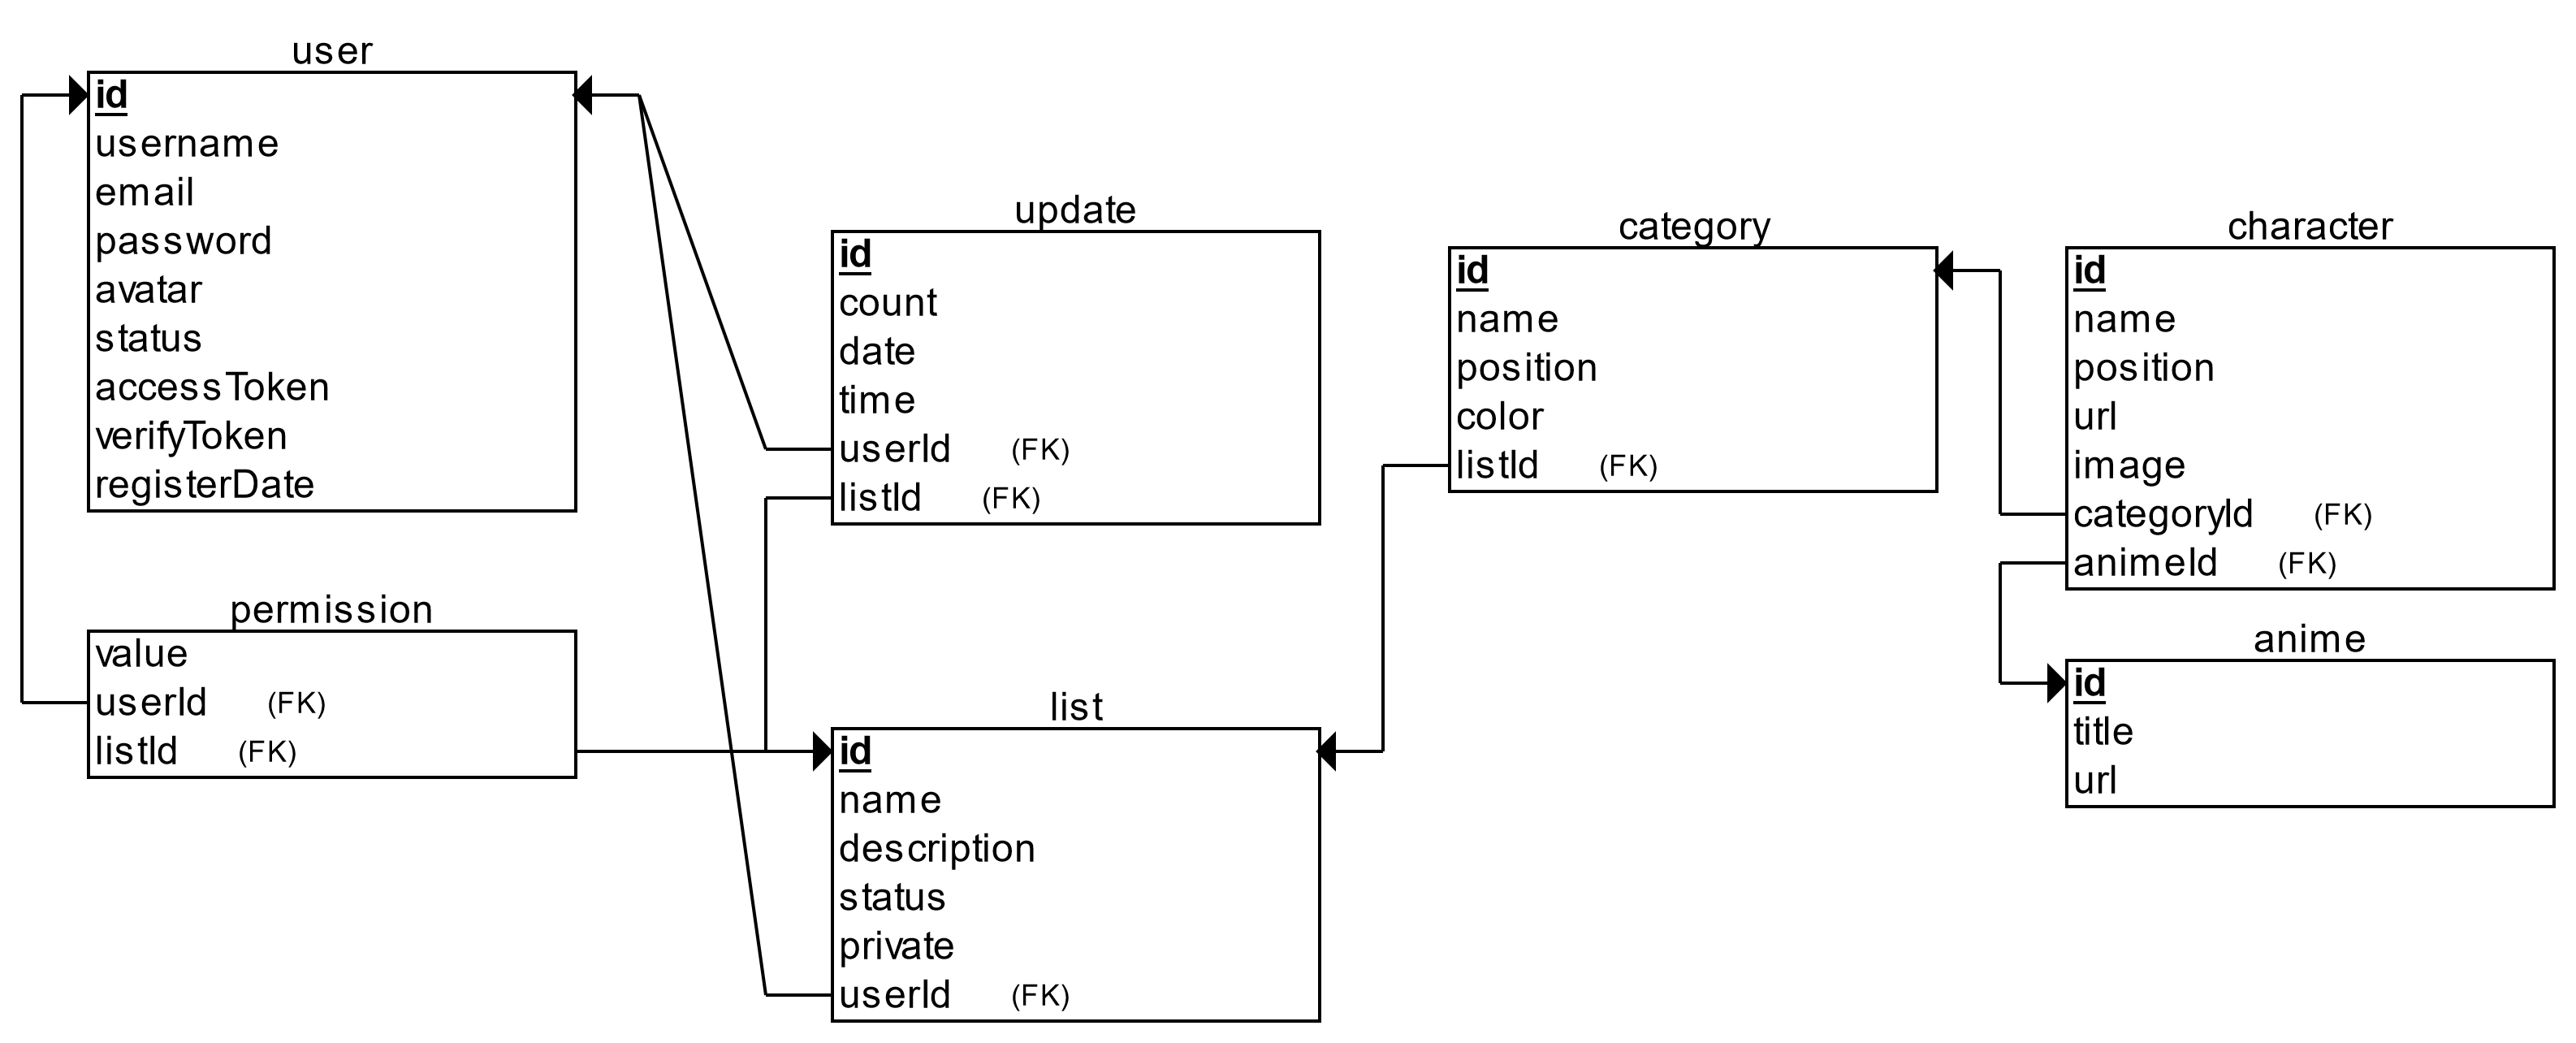 user
id
username
email
password
avatar
status
accessToken
verifyToken
registerDate
permission
value
userId (FK)
listId (FK)
update
id
count
date
time
userId (FK)
listId (FK)
list
id
name
description
status
private
userId (FK)
category
id
name
position
color
listId (FK)
character
id
name
position
url
image
categoryId (FK)
animeId (FK)
anime
id
title
url